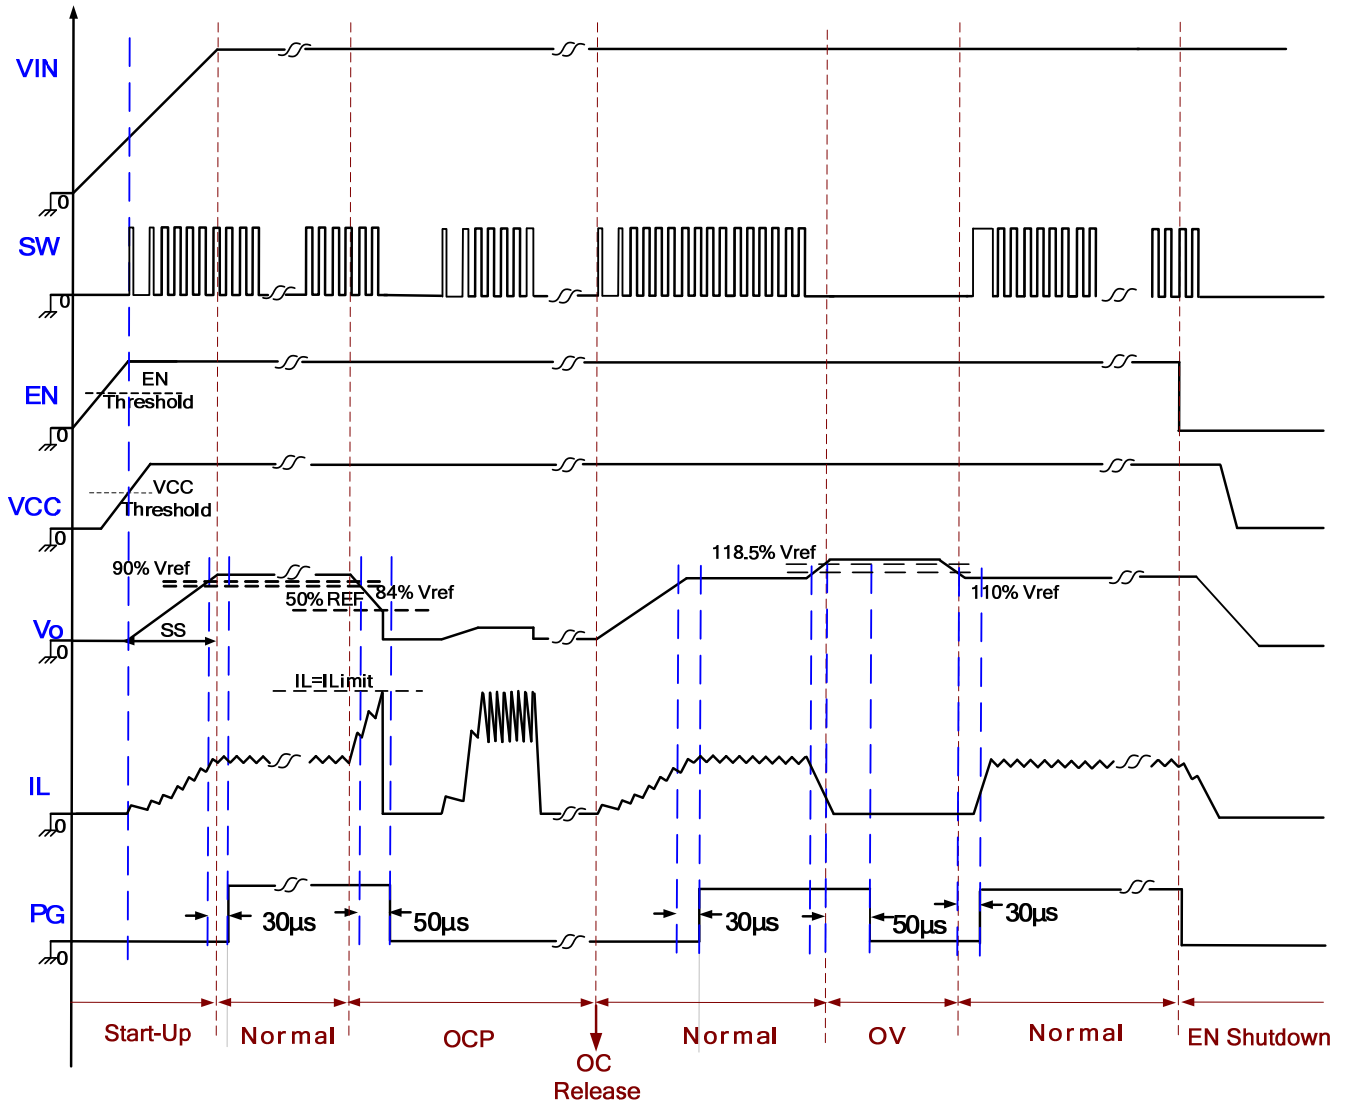 VIN
0
SW
0
EN
EN
Threshold
0
VCC
VCC
Threshold
0
90% Vref
50% REF
84% Vref
118.5% Vref
110% Vref
Vo
SS
0
IL=ILimit
IL
0
PG
30µs
50µs
30µs
50µs
30µs
0
Start-Up
Normal
OCP
OC
Release
Normal
OV
Normal
EN Shutdown